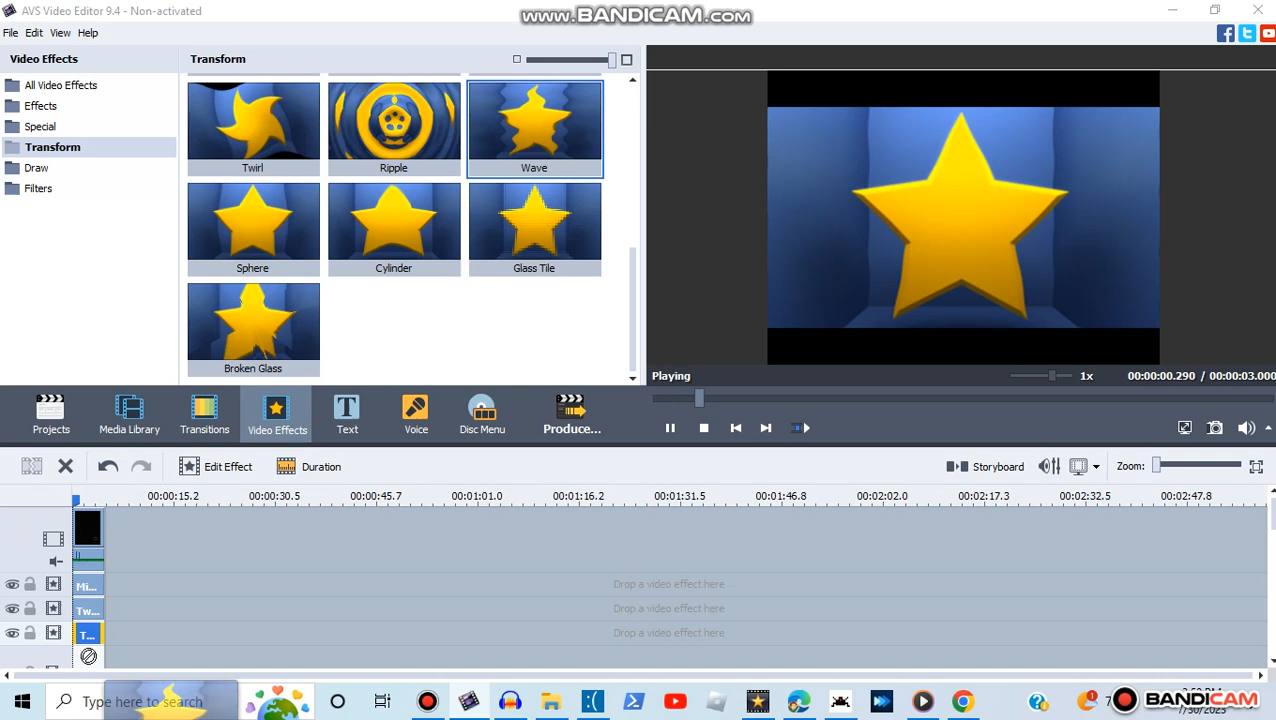 AVS Video Editor 9.4 - Non-activated
www.BANDICAM.com
File Edit View Help
Video Effects
Transform
All Video Effects
Effects
Special
Transform
Draw
Filters
Twirl
Ripple
Wave
Sphere
Cylinder
Glass Tile
Broken Glass
Playing
1x
00:00:00.290 / 00:00:03.000
Projects
Media Library
Transitions
Video Effects
Text
Voice
Disc Menu
Produce...
Edit Effect
Duration
Storyboard
Zoom:
00:00:15.2 00:00:30.5 00:00:45.7 00:01:01.0 00:01:16.2 00:01:31.5 00:01:46.8 00:02:02.0 00:02:17.3 00:02:32.5 00:02:47.8
Mi...
Drop a video effect here
Tw...
Drop a video effect here
T...
Drop a video effect here
Type here to search
BANDICAM